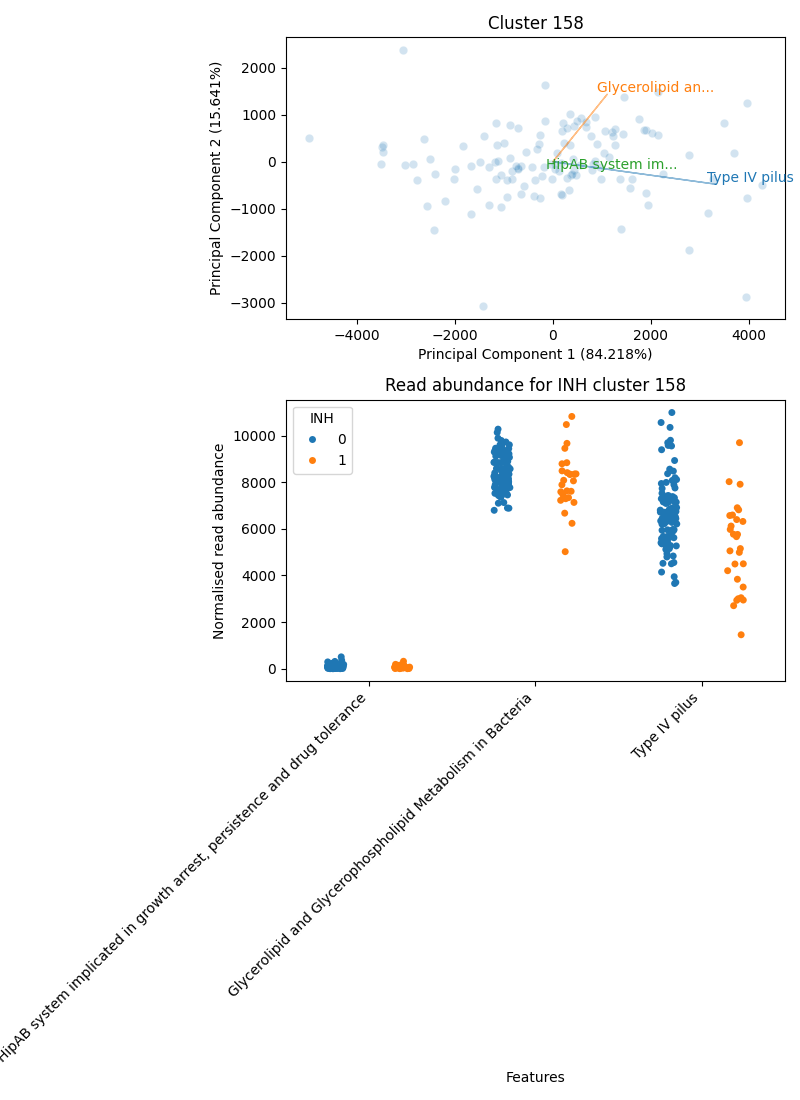 Cluster 158
Principal Component 2 (15.641%)
2000
1000
0
−1000
−2000
−3000
Glycerolipid an...
HipAB system im...
Type IV pilus
−4000
−2000
0
2000
4000
Principal Component 1 (84.218%)
Read abundance for INH cluster 158
Normalised read abundance
10000
8000
6000
4000
2000
0
INH
0
1
HipAB system implicated in growth arrest, persistence and drug tolerance
Glycerolipid and Glycerophospholipid Metabolism in Bacteria
Type IV pilus
Features